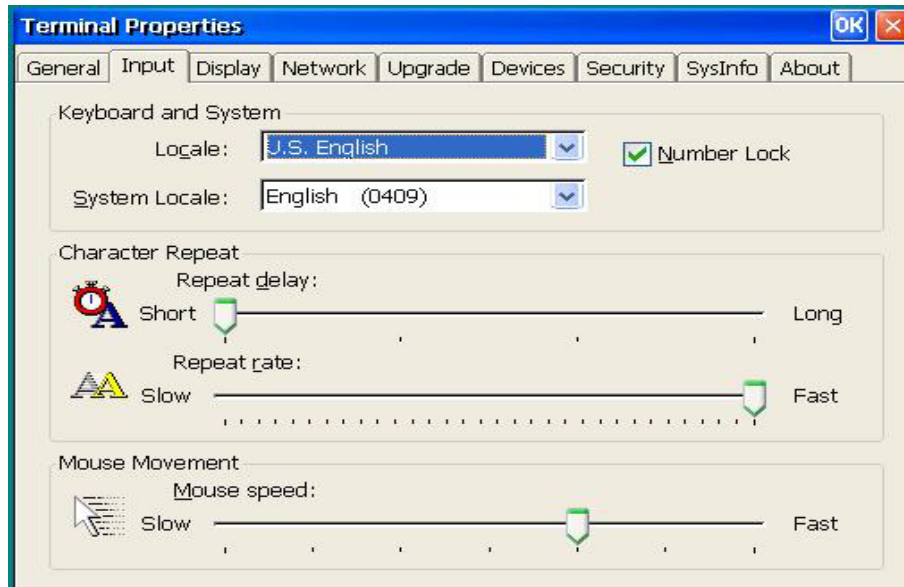 Terminal Properties OK
General Input Display Network Upgrade Devices Security SysInfo About
Keyboard and System
Locale: U.S. English Number Lock
System Locale: English (0409)
Character Repeat
Repeat delay:
Short Long
Repeat rate:
Slow Fast
Mouse Movement
Mouse speed:
Slow Fast